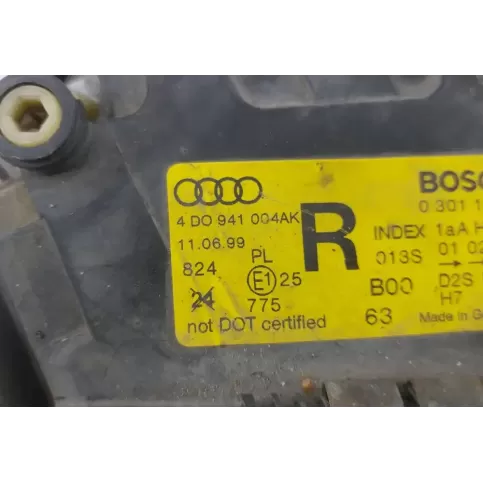 BOSC
4 DO 941 004AK
0 301 1
11.06.99
R
INDEX 1aA H
824
PL
013S 01 02
E1 25
B00 D2S
H7
24
775
not DOT certified
63
Made in G